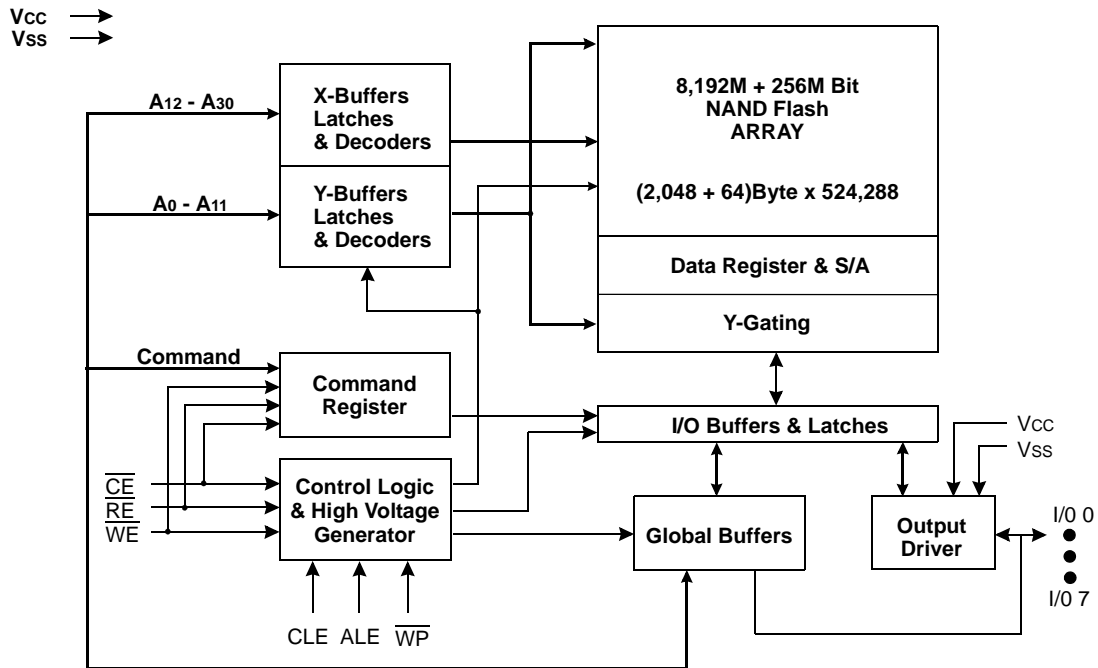 VCC
VSS
A12 - A30
X-Buffers
Latches
& Decoders
8,192M + 256M Bit
NAND Flash
ARRAY
(2,048 + 64)Byte x 524,288
A0 - A11
Y-Buffers
Latches
& Decoders
Data Register & S/A
Y-Gating
Command
Command
Register
I/O Buffers & Latches
VCC
VSS
CE
RE
WE
Control Logic
& High Voltage
Generator
Global Buffers
Output
Driver
I/0 0
I/0 7
CLE ALE WP